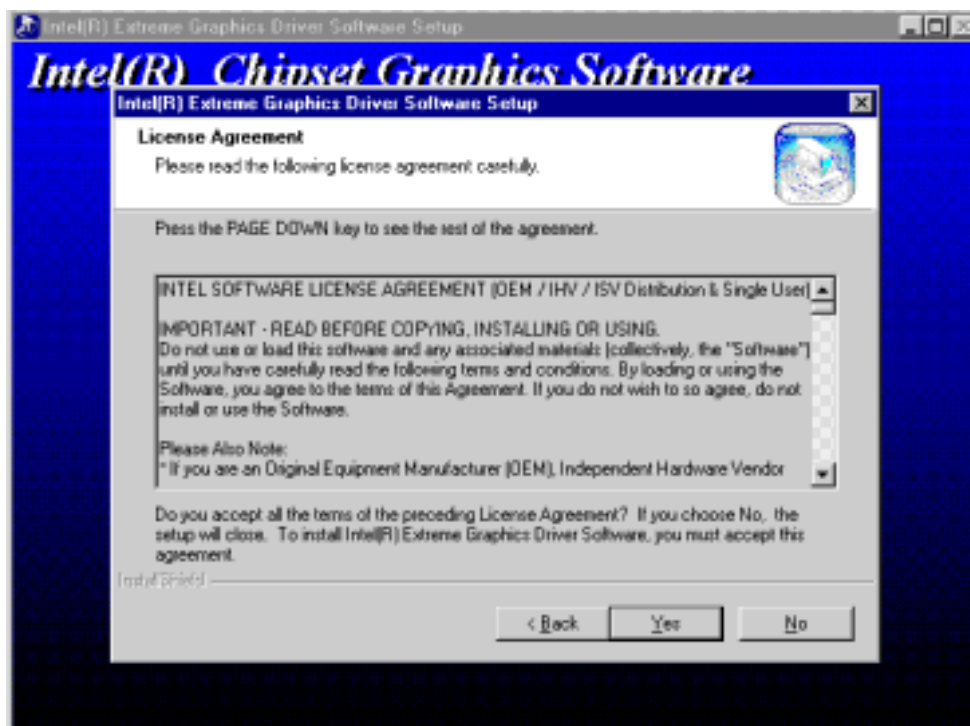 Intel(R) Extreme Graphics Driver Software Setup
Intel(R) Chipset Graphics Software
Intel(R) Extreme Graphics Driver Software Setup
License Agreement
Please read the following license agreement carefully.
Press the PAGE DOWN key to see the rest of the agreement.
INTEL SOFTWARE LICENSE AGREEMENT (OEM / IHV / ISV Distribution & Single User)
IMPORTANT - READ BEFORE COPYING, INSTALLING OR USING.
Do not use or load this software and any associated materials (collectively, the "Software")
until you have carefully read the following terms and conditions. By loading or using the
Software, you agree to the terms of this Agreement. If you do not wish to so agree, do not
install or use the Software.
Please Also Note:
* If you are an Original Equipment Manufacturer (OEM), Independent Hardware Vendor
Do you accept all the terms of the preceding License Agreement? If you choose No, the
setup will close. To install Intel(R) Extreme Graphics Driver Software, you must accept this
agreement.
InstallShield
< Back Yes No